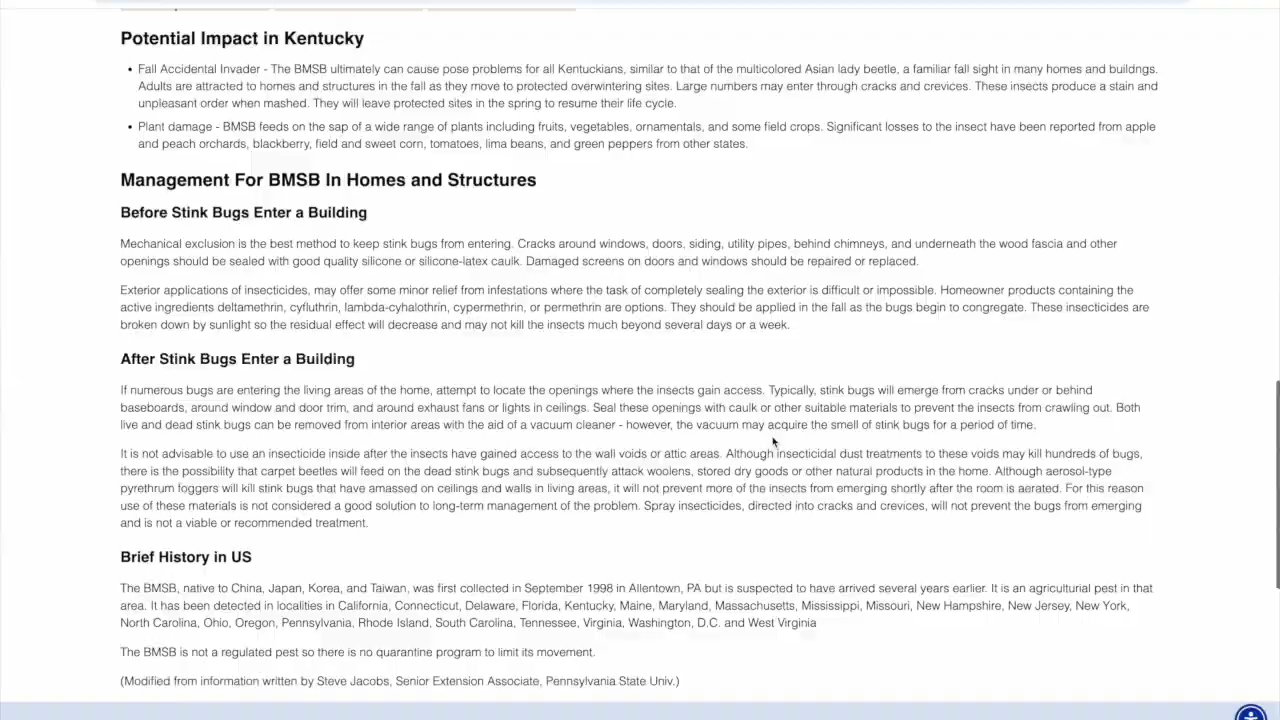 Potential Impact in Kentucky
• Fall Accidental Invader - The BMSB ultimately can cause pose problems for all Kentuckians, similar to that of the multicolored Asian lady beetle, a familiar fall sight in many homes and buildngs.
Adults are attracted to homes and structures in the fall as they move to protected overwintering sites. Large numbers may enter through cracks and crevices. These insects produce a stain and
unpleasant order when mashed. They will leave protected sites in the spring to resume their life cycle.
• Plant damage - BMSB feeds on the sap of a wide range of plants including fruits, vegetables, ornamentals, and some field crops. Significant losses to the insect have been reported from apple
and peach orchards, blackberry, field and sweet corn, tomatoes, lima beans, and green peppers from other states.
Management For BMSB In Homes and Structures
Before Stink Bugs Enter a Building
Mechanical exclusion is the best method to keep stink bugs from entering. Cracks around windows, doors, siding, utility pipes, behind chimneys, and underneath the wood fascia and other
openings should be sealed with good quality silicone or silicone-latex caulk. Damaged screens on doors and windows should be repaired or replaced.
Exterior applications of insecticides, may offer some minor relief from infestations where the task of completely sealing the exterior is difficult or impossible. Homeowner products containing the
active ingredients deltamethrin, cyfluthrin, lambda-cyhalothrin, cypermethrin, or permethrin are options. They should be applied in the fall as the bugs begin to congregate. These insecticides are
broken down by sunlight so the residual effect will decrease and may not kill the insects much beyond several days or a week.
After Stink Bugs Enter a Building
If numerous bugs are entering the living areas of the home, attempt to locate the openings where the insects gain access. Typically, stink bugs will emerge from cracks under or behind
baseboards, around window and door trim, and around exhaust fans or lights in ceilings. Seal these openings with caulk or other suitable materials to prevent the insects from crawling out. Both
live and dead stink bugs can be removed from interior areas with the aid of a vacuum cleaner - however, the vacuum may acquire the smell of stink bugs for a period of time.
It is not advisable to use an insecticide inside after the insects have gained access to the wall voids or attic areas. Although insecticidal dust treatments to these voids may kill hundreds of bugs,
there is the possibility that carpet beetles will feed on the dead stink bugs and subsequently attack woolens, stored dry goods or other natural products in the home. Although aerosol-type
pyrethrum foggers will kill stink bugs that have amassed on ceilings and walls in living areas, it will not prevent more of the insects from emerging shortly after the room is aerated. For this reason
use of these materials is not considered a good solution to long-term management of the problem. Spray insecticides, directed into cracks and crevices, will not prevent the bugs from emerging
and is not a viable or recommended treatment.
Brief History in US
The BMSB, native to China, Japan, Korea, and Taiwan, was first collected in September 1998 in Allentown, PA but is suspected to have arrived several years earlier. It is an agricultural pest in that
area. It has been detected in localities in California, Connecticut, Delaware, Florida, Kentucky, Maine, Maryland, Massachusetts, Mississippi, Missouri, New Hampshire, New Jersey, New York,
North Carolina, Ohio, Oregon, Pennsylvania, Rhode Island, South Carolina, Tennessee, Virginia, Washington, D.C. and West Virginia
The BMSB is not a regulated pest so there is no quarantine program to limit its movement.
(Modified from information written by Steve Jacobs, Senior Extension Associate, Pennsylvania State Univ.)